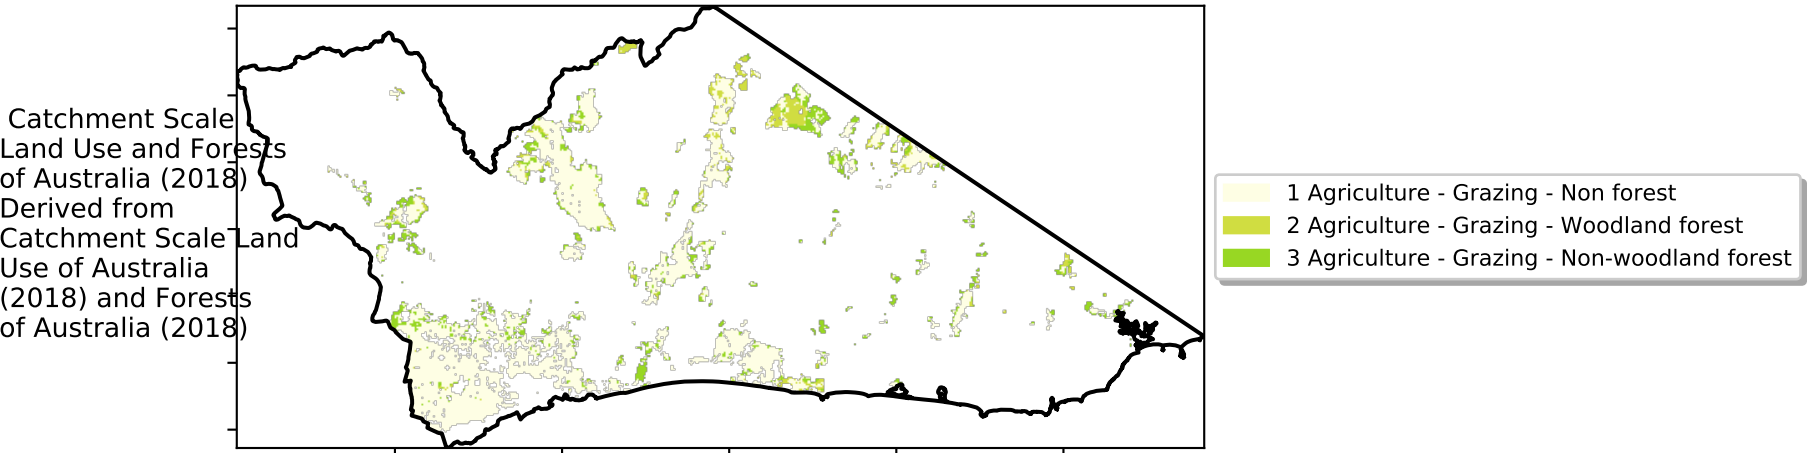 Catchment Scale
Land Use and Forests
of Australia (2018)
Derived from
Catchment Scale Land
Use of Australia
(2018) and Forests
of Australia (2018)
1 Agriculture - Grazing - Non forest
2 Agriculture - Grazing - Woodland forest
3 Agriculture - Grazing - Non-woodland forest